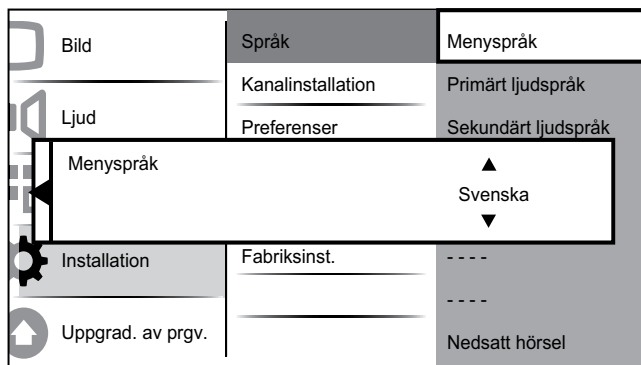 Bild
Ljud
Installation
Uppgrad. av prgv.
Språk
Kanalinstallation
Preferenser
Fabriksinst.
Menyspråk
Primärt ljudspråk
Sekundärt ljudspråk
- - - -
- - - -
Nedsatt hörsel
Menyspråk
Svenska